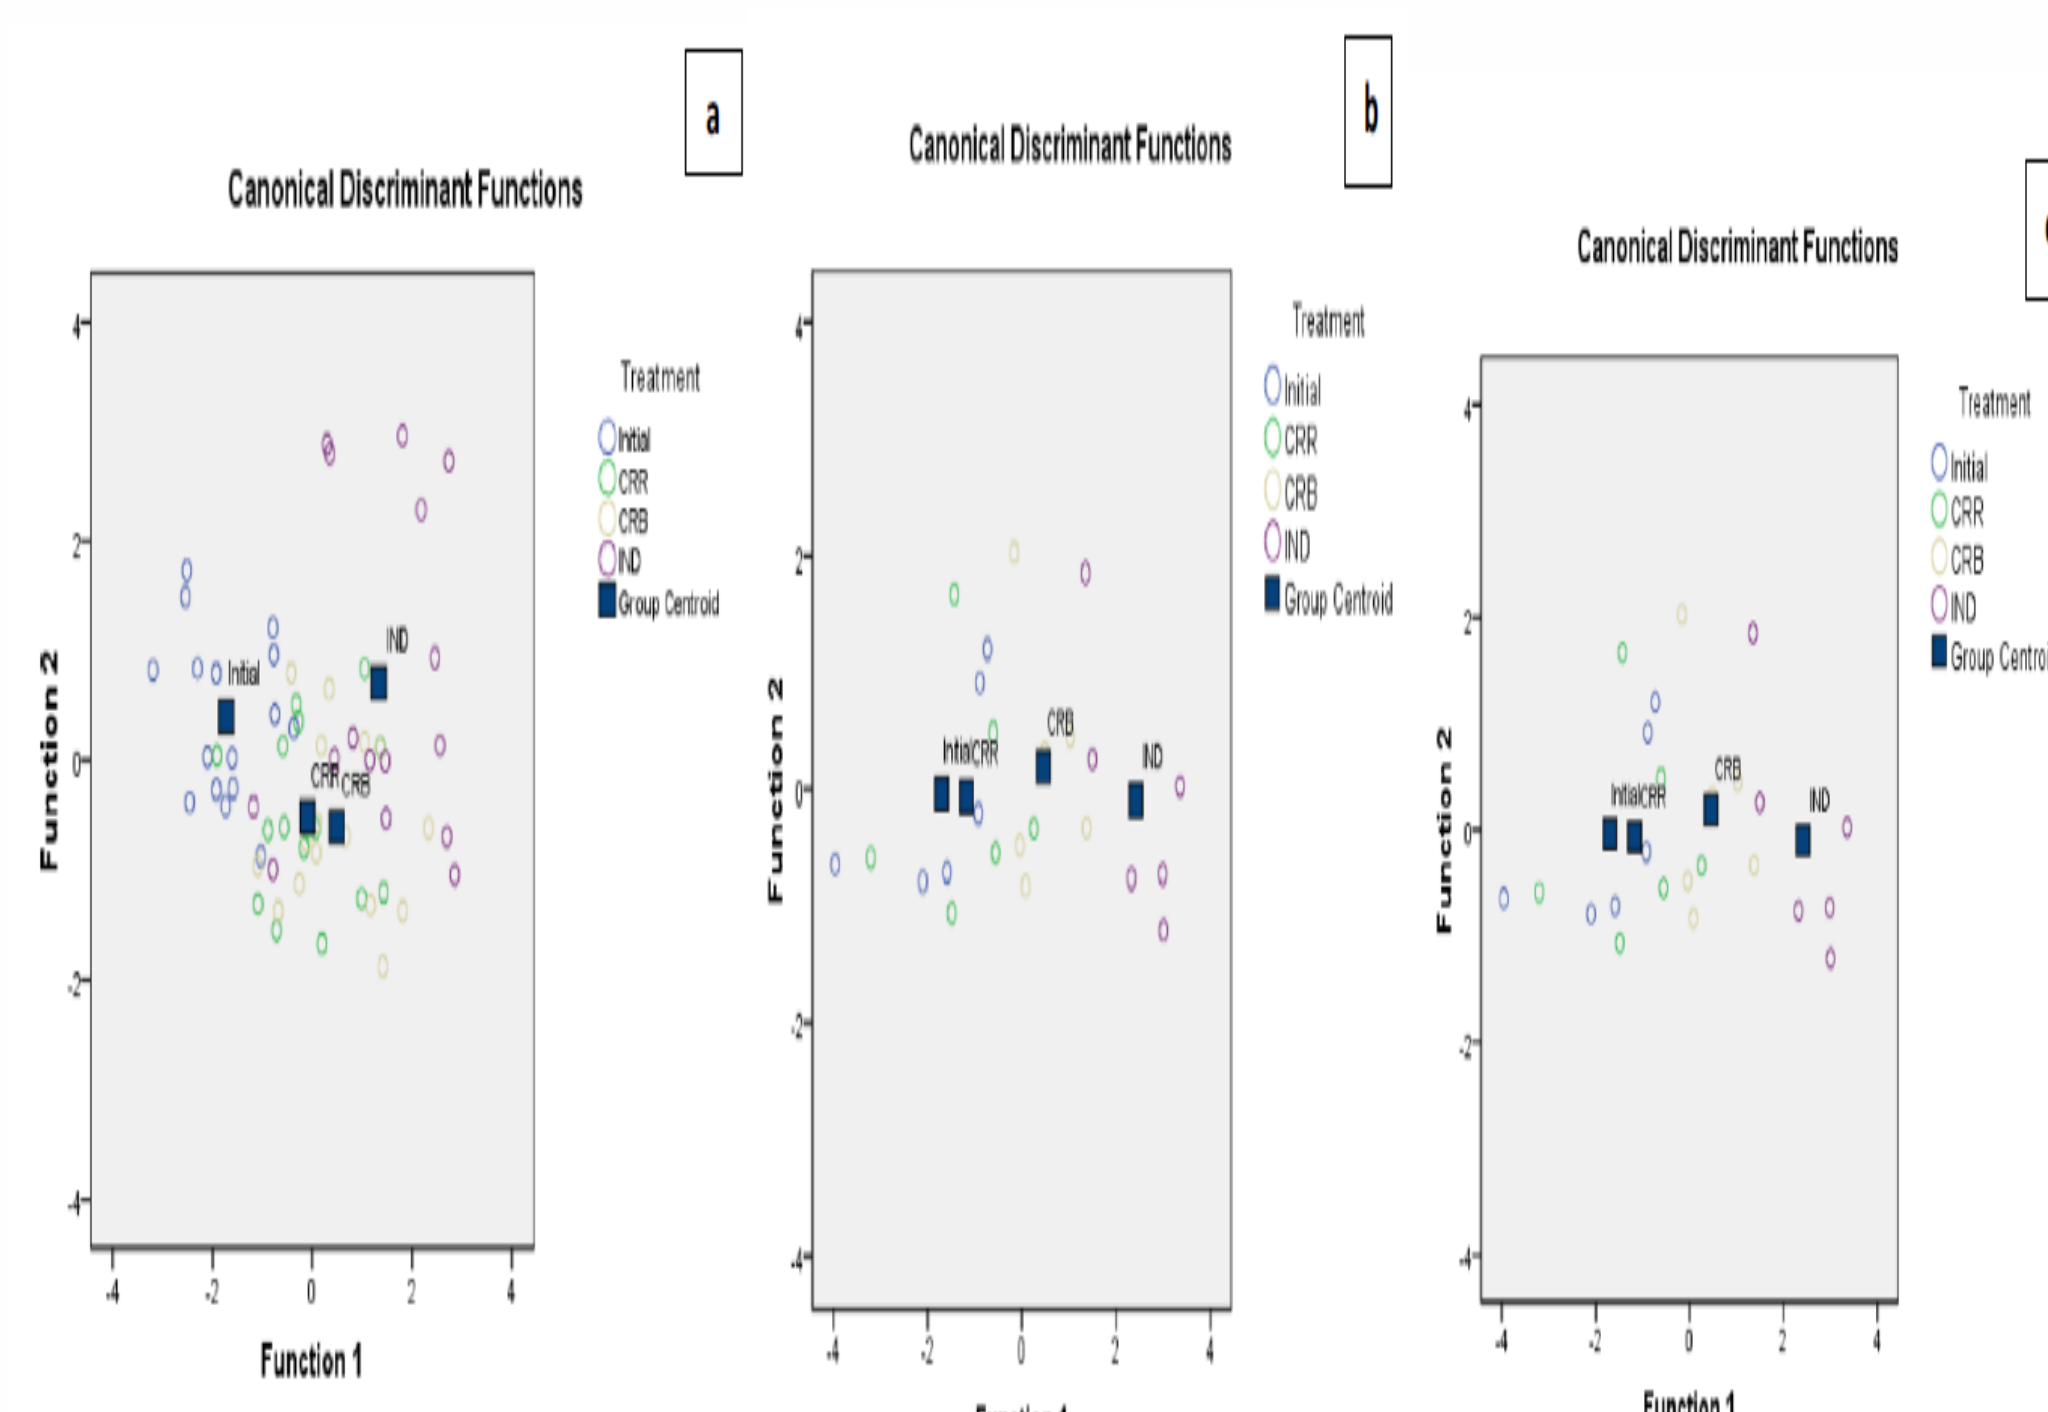 a
Canonical Discriminant Functions
Function 2
4
2
0
-2
-4
-4
-2
0
2
4
Function 1
Initial
IND
CRR
CRB
Treatment
Initial
CRR
CRB
IND
Group Centroid
b
Canonical Discriminant Functions
Function 2
4
2
0
-2
-4
-4
-2
0
2
4
Function 1
Initial
CRR
CRB
IND
Treatment
Initial
CRR
CRB
IND
Group Centroid
Canonical Discriminant Functions
Function 2
4
2
0
-2
-4
-4
-2
0
2
4
Function 1
Initial
CRR
CRB
IND
Treatment
Initial
CRR
CRB
IND
Group Centroi